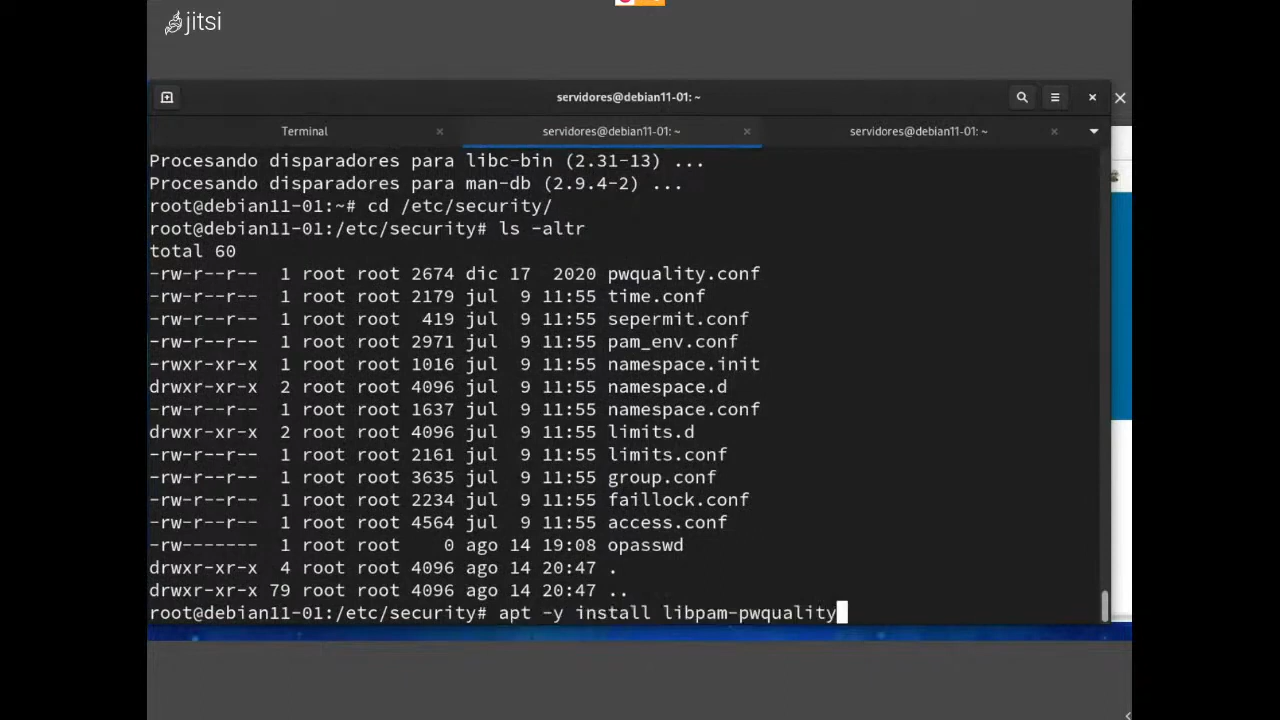 jitsi
servidores@debian11-01: ~
Terminal
servidores@debian11-01: ~
servidores@debian11-01: ~
Procesando disparadores para libc-bin (2.31-13) ...
Procesando disparadores para man-db (2.9.4-2) ...
root@debian11-01:~# cd /etc/security/
root@debian11-01:/etc/security# ls -altr
total 60
-rw-r--r-- 1 root root 2674 dic 17 2020 pwquality.conf
-rw-r--r-- 1 root root 2179 jul 9 11:55 time.conf
-rw-r--r-- 1 root root 419 jul 9 11:55 sepermit.conf
-rw-r--r-- 1 root root 2971 jul 9 11:55 pam_env.conf
-rwxr-xr-x 1 root root 1016 jul 9 11:55 namespace.init
drwxr-xr-x 2 root root 4096 jul 9 11:55 namespace.d
-rw-r--r-- 1 root root 1637 jul 9 11:55 namespace.conf
drwxr-xr-x 2 root root 4096 jul 9 11:55 limits.d
-rw-r--r-- 1 root root 2161 jul 9 11:55 limits.conf
-rw-r--r-- 1 root root 3635 jul 9 11:55 group.conf
-rw-r--r-- 1 root root 2234 jul 9 11:55 faillock.conf
-rw-r--r-- 1 root root 4564 jul 9 11:55 access.conf
-rw------- 1 root root 0 ago 14 19:08 opasswd
drwxr-xr-x 4 root root 4096 ago 14 20:47 .
drwxr-xr-x 79 root root 4096 ago 14 20:47 ..
root@debian11-01:/etc/security# apt -y install libpam-pwquality